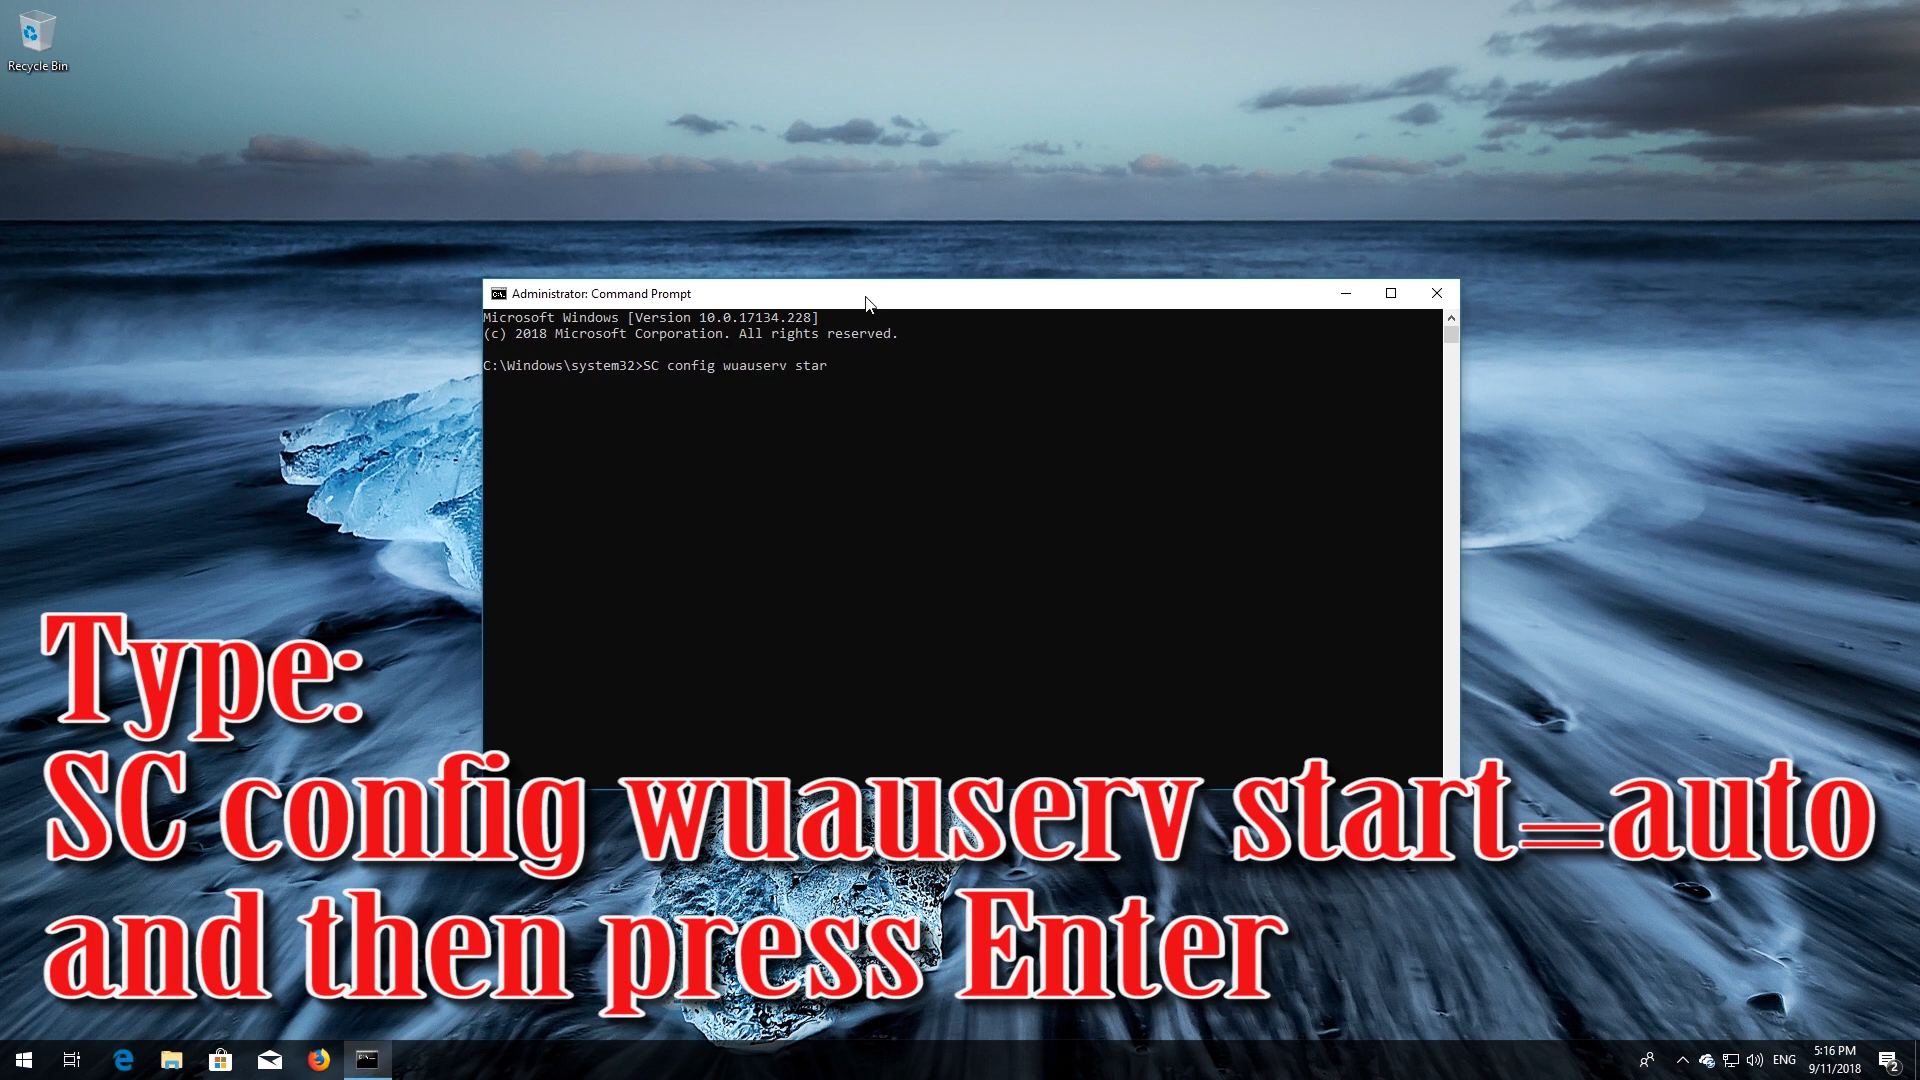 Recycle Bin
Administrator: Command Prompt
Microsoft Windows [Version 10.0.17134.228]
(c) 2018 Microsoft Corporation. All rights reserved.
C:\Windows\system32>SC config wuauserv star
Type:
SC config wuauserv start=auto
and then press Enter
ENG
5:16 PM
9/11/2018
2